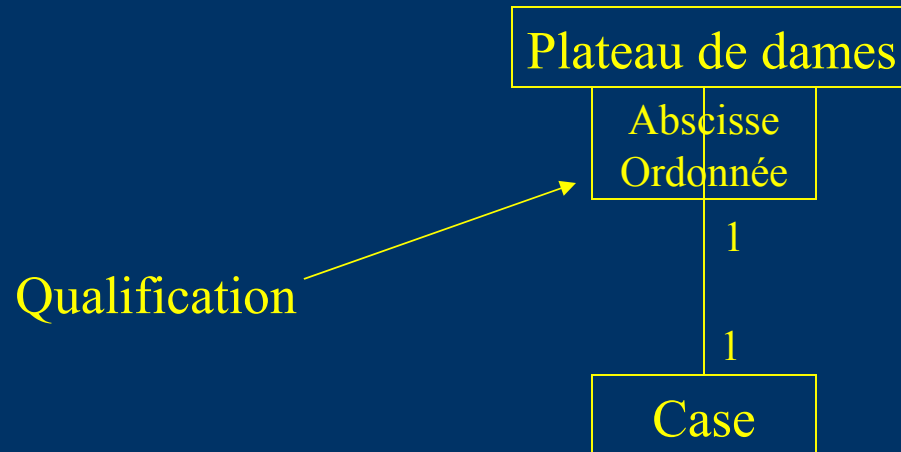 Plateau de dames
Abscisse
Ordonnée
1
Qualification
1
Case